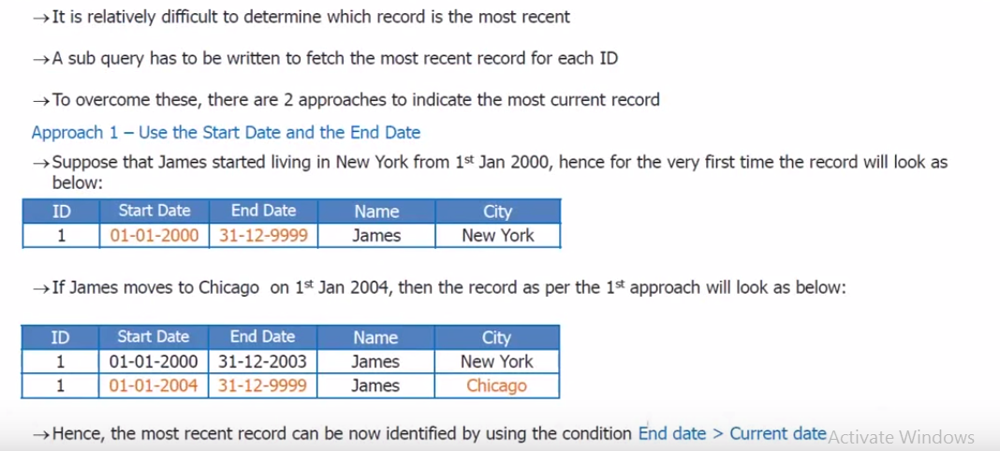 →It is relatively difficult to determine which record is the most recent
→A sub query has to be written to fetch the most recent record for each ID
→To overcome these, there are 2 approaches to indicate the most current record
Approach 1 – Use the Start Date and the End Date
→Suppose that James started living in New York from 1st Jan 2000, hence for the very first time the record will look as
below:
ID Start Date End Date Name City
1 01-01-2000 31-12-9999 James New York
→If James moves to Chicago on 1st Jan 2004, then the record as per the 1st approach will look as below:
ID Start Date End Date Name City
1 01-01-2000 31-12-2003 James New York
1 01-01-2004 31-12-9999 James Chicago
→Hence, the most recent record can be now identified by using the condition End date > Current date
Activate Windows